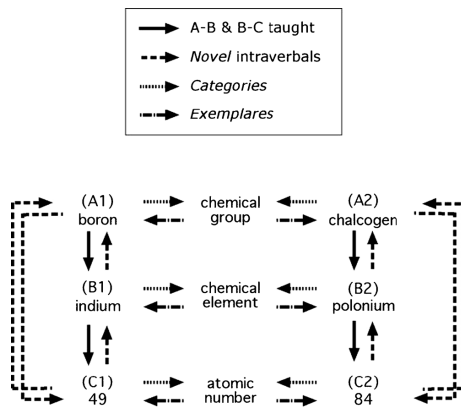 A-B & B-C taught
Novel intraverbals
Categories
Exemplares
(A1) chemical (A2)
boron group chalcogen
(B1) chemical (B2)
indium element polonium
(C1) atomic (C2)
49 number 84